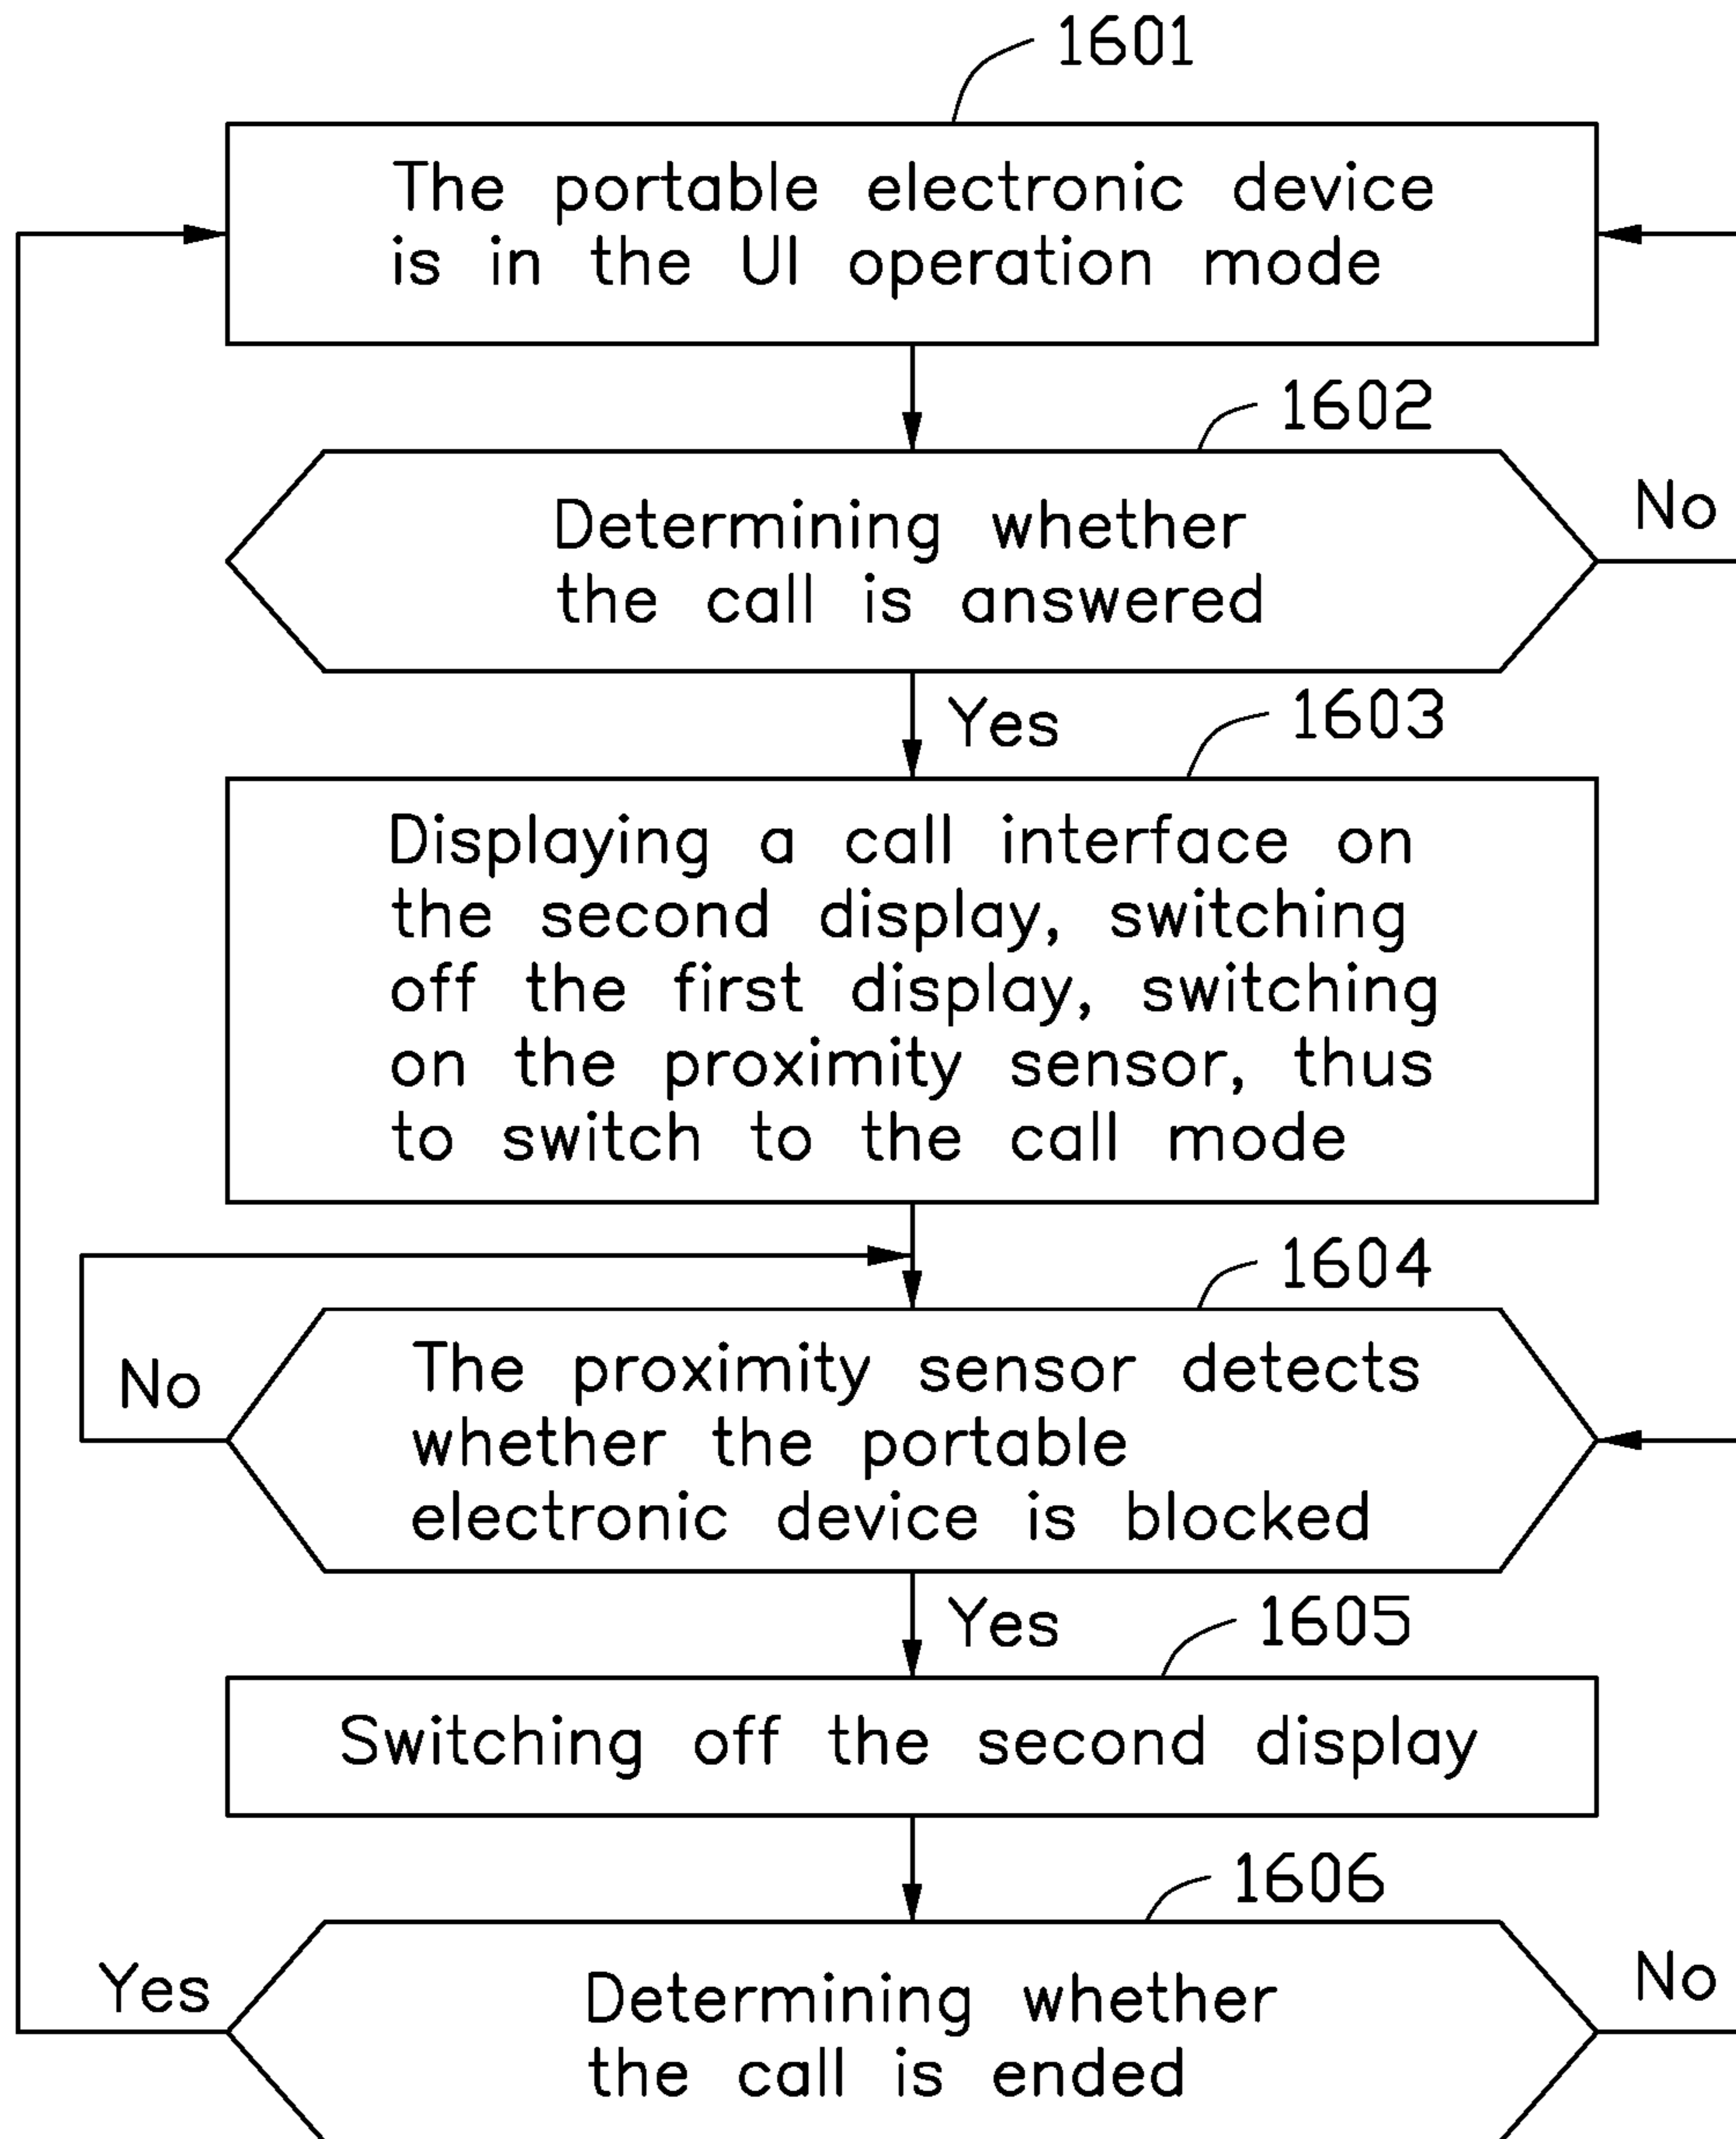 1601
The portable electronic device
is in the UI operation mode
1602
No
Determining whether
the call is answered
Yes
1603
Displaying a call interface on
the second display, switching
off the first display, switching
on the proximity sensor, thus
to switch to the call mode
1604
No
The proximity sensor detects
whether the portable
electronic device is blocked
Yes
1605
Switching off the second display
1606
Yes
No
Determining whether
the call is ended